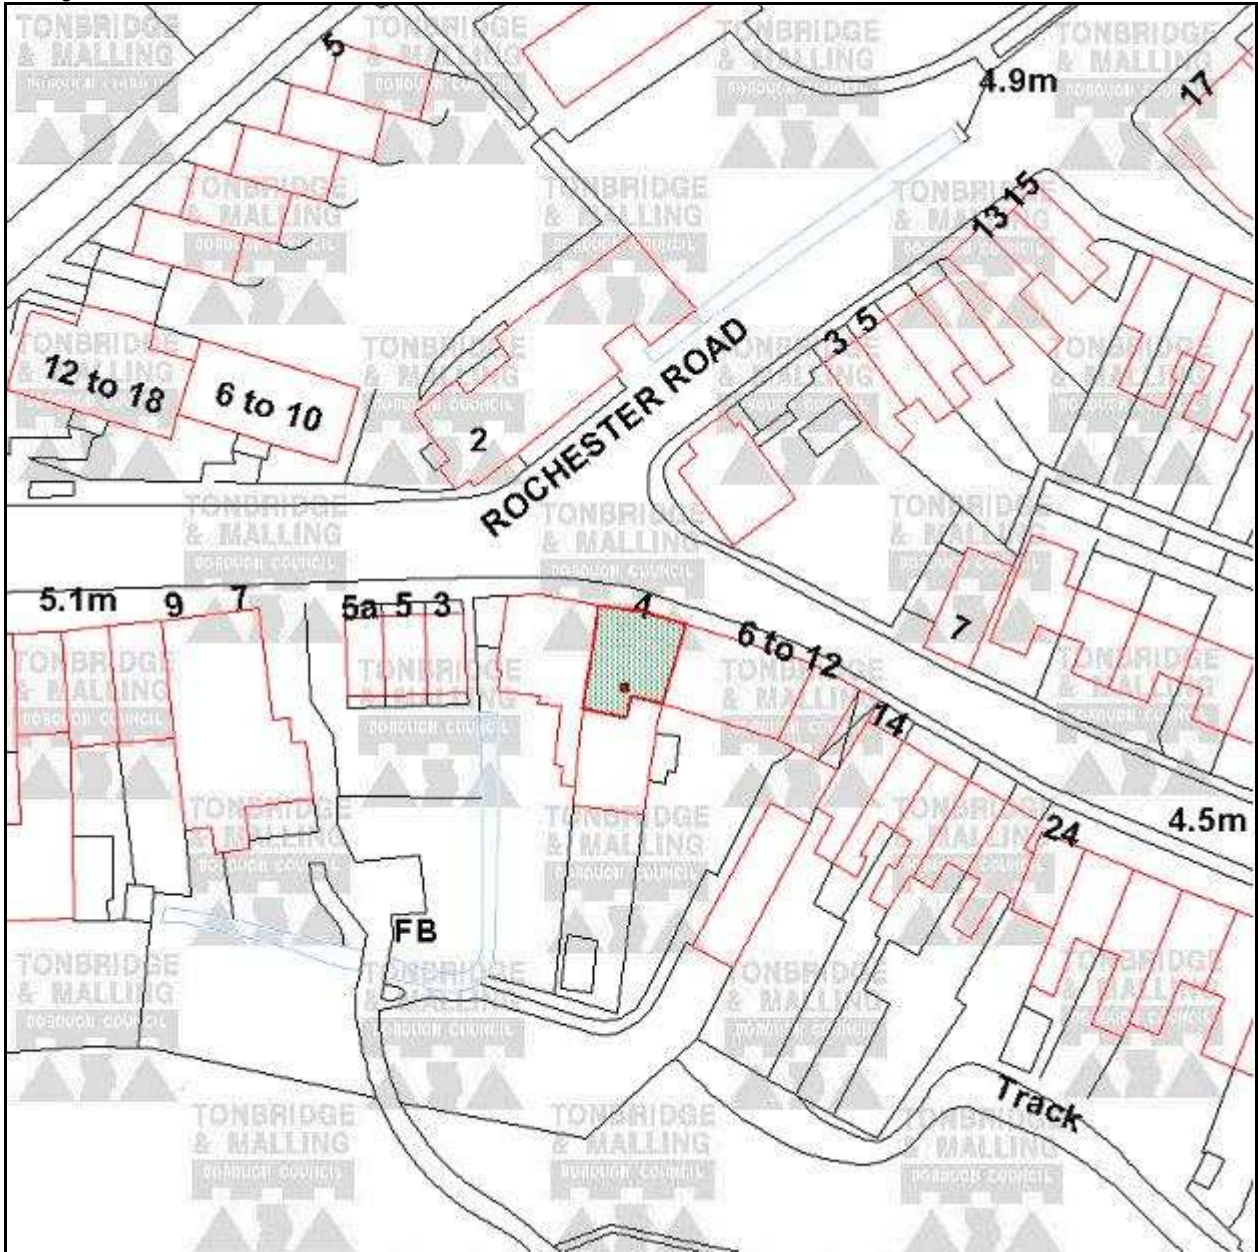 TONBRIDGE
& MALLING
BOROUGH COUNCIL
5
4.9m
17
13 15
3 5
12 to 18
6 to 10
2
ROCHESTER ROAD
5.1m
9
7
5a
5
3
4
6 to 12
7
14
24
4.5m
FB
Track